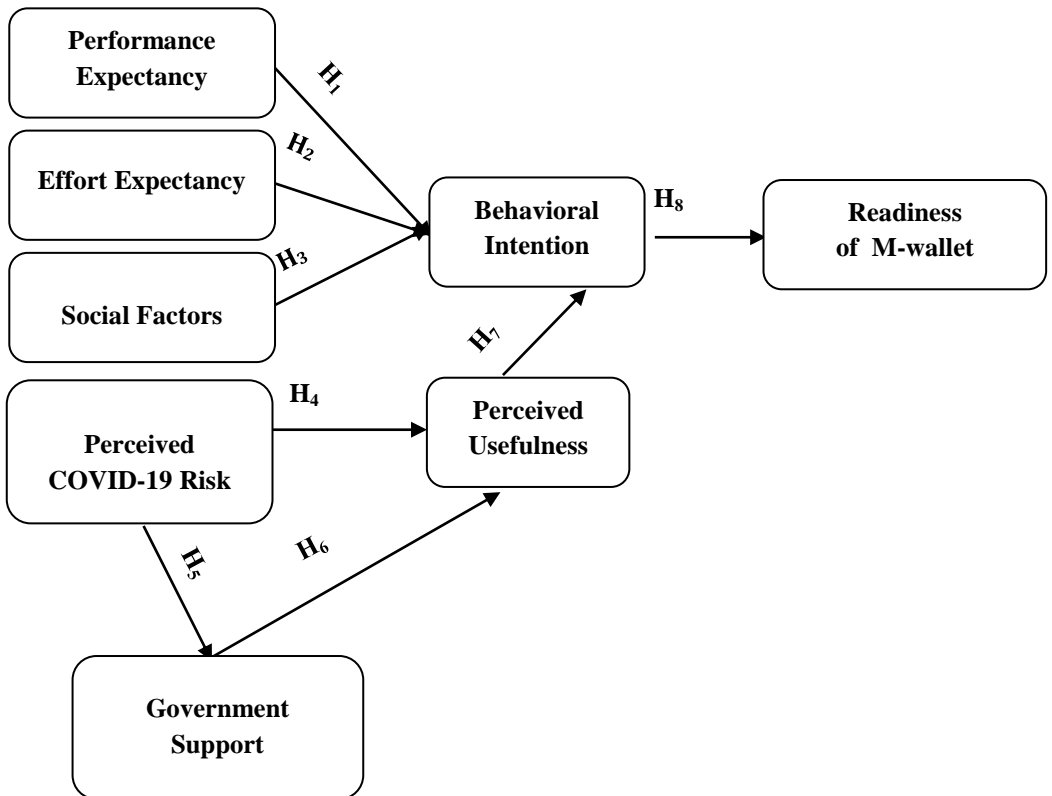 Performance
Expectancy
H₁
H₂
Effort Expectancy
Behavioral
Intention
H₈
Readiness
of M-wallet
H₃
Social Factors
H₇
H₄
Perceived
Usefulness
Perceived
COVID-19 Risk
H₅
H₆
Government
Support